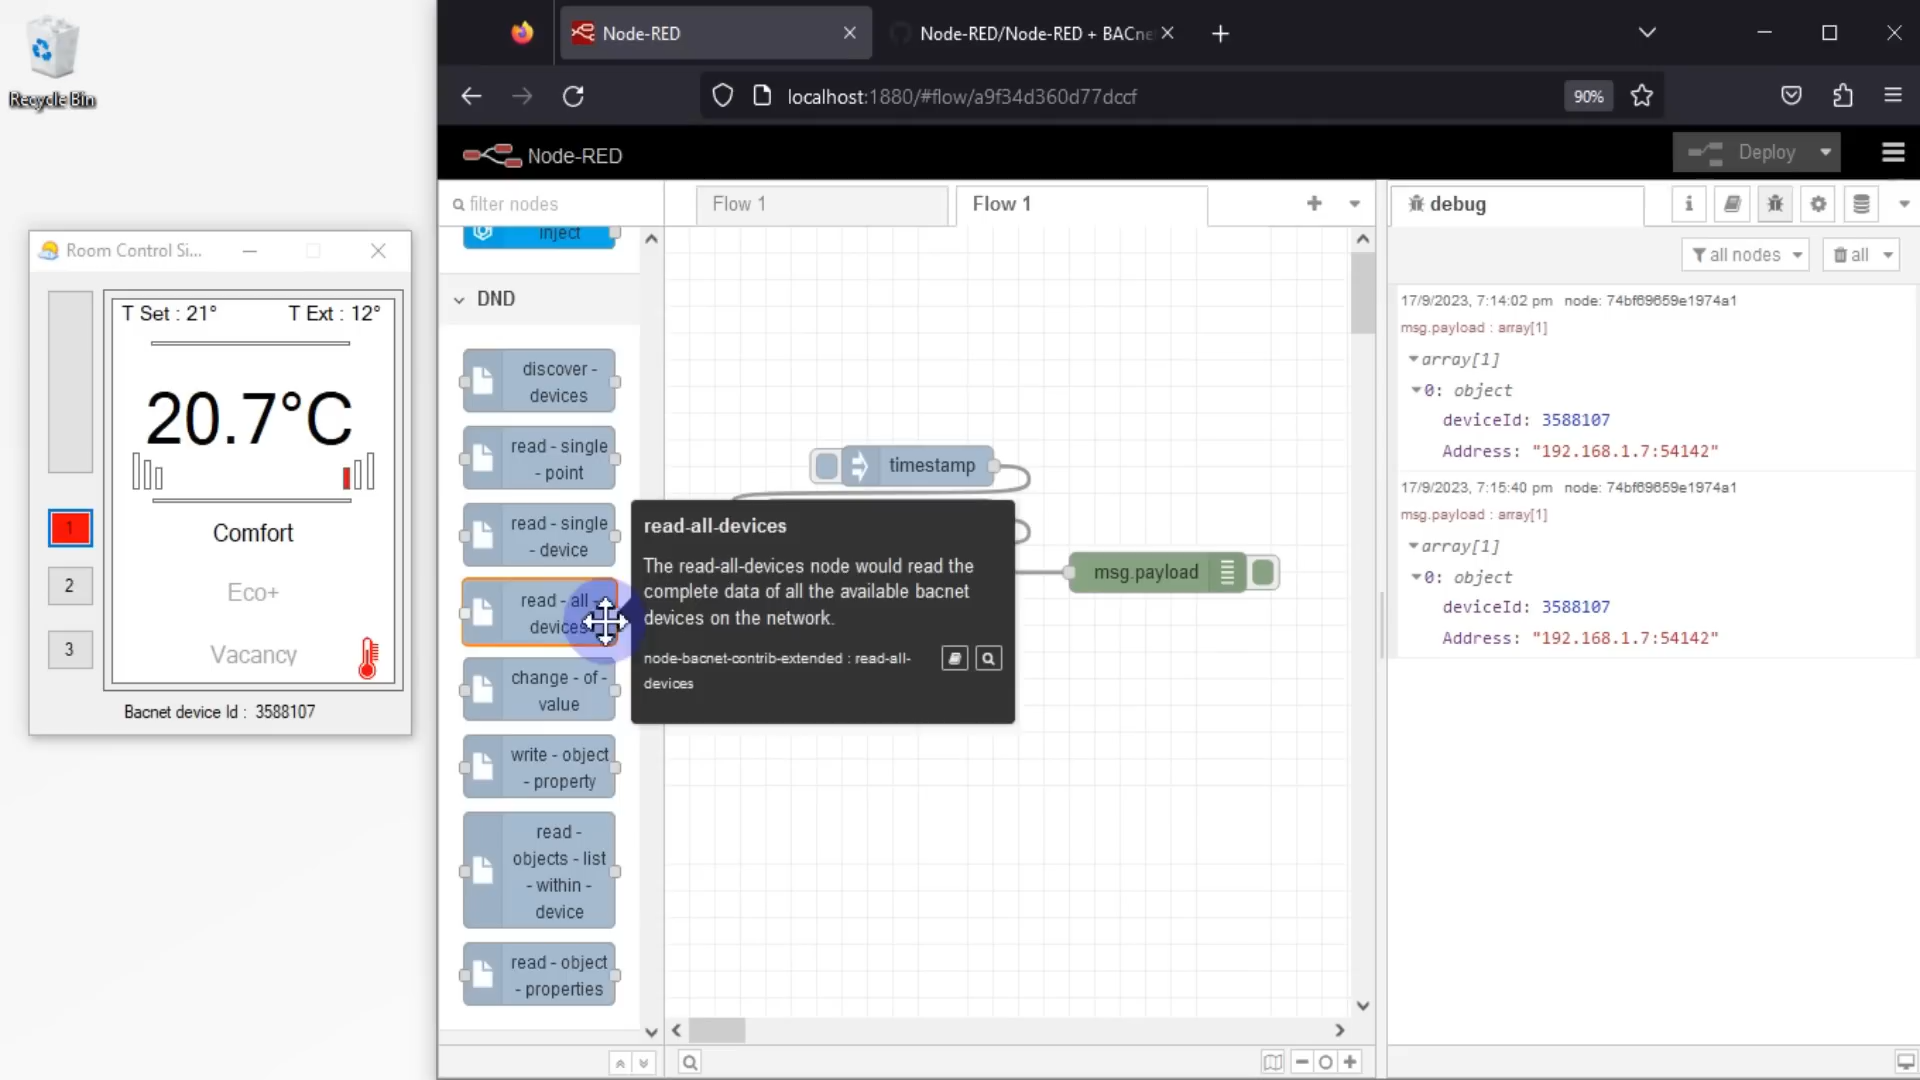 Recycle Bin
Room Control Si...
T Set : 21°
T Ext : 12°
20.7°C
1
Comfort
2
Eco+
3
Vacancy
Bacnet device Id : 3588107
Node-RED
Node-RED/Node-RED + BACne
localhost:1880/#flow/a9f34d360d77dccf
90%
Node-RED
Deploy
filter nodes
Flow 1
Flow 1
debug
all nodes
all
inject
DND
discover -
devices
read - single
- point
read - single
- device
read - all -
devices
change - of -
value
write - object
- property
read -
objects - list
- within -
device
read - object
- properties
timestamp
msg.payload
read-all-devices
The read-all-devices node would read the
complete data of all the available bacnet
devices on the network.
node-bacnet-contrib-extended : read-all-
devices
17/9/2023, 7:14:02 pm node: 74bf69659e1974a1
msg.payload : array[1]
array[1]
0: object
deviceId: 3588107
Address: "192.168.1.7:54142"
17/9/2023, 7:15:40 pm node: 74bf69659e1974a1
msg.payload : array[1]
array[1]
0: object
deviceId: 3588107
Address: "192.168.1.7:54142"